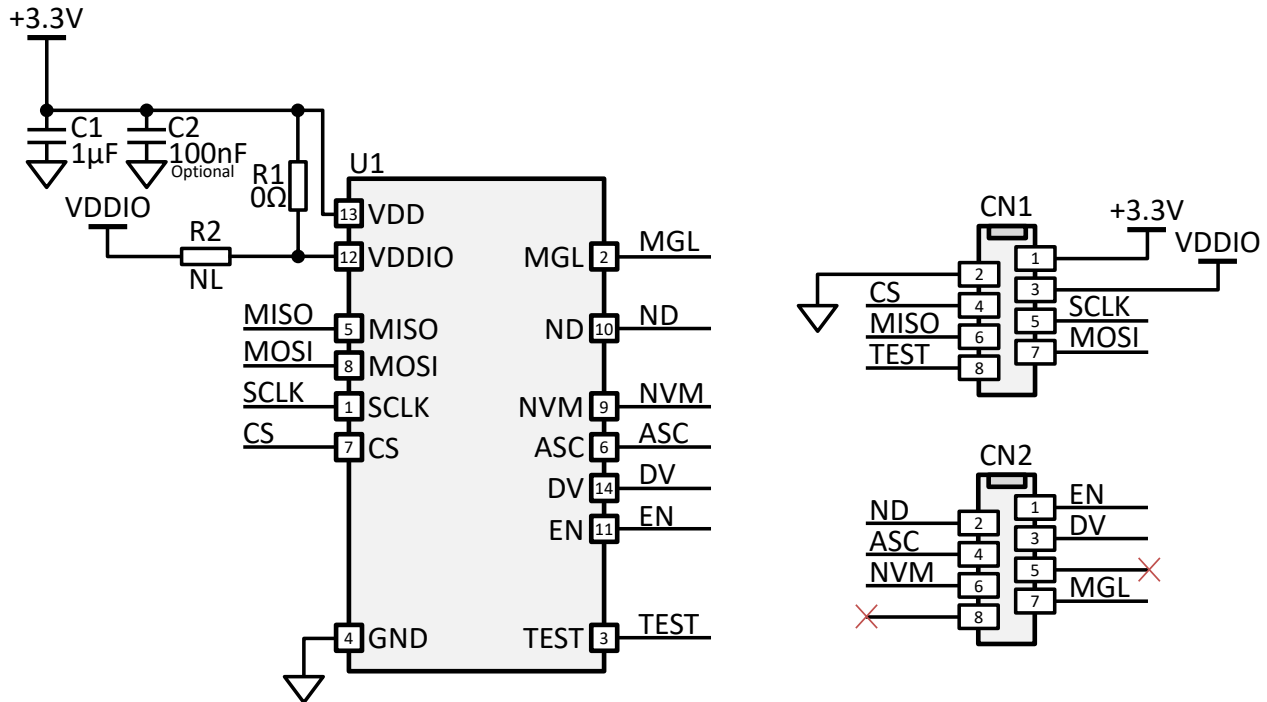 +3.3V
C1
1µF
C2
100nF
Optional
R1
0Ω
VDDIO
R2
NL
U1
13 VDD
12 VDDIO
MISO 5 MISO
MOSI 8 MOSI
SCLK 1 SCLK
CS 7 CS
4 GND
MGL 2 MGL
ND 10 ND
NVM 9 NVM
ASC 6 ASC
DV 14 DV
EN 11 EN
TEST 3 TEST
CN1
+3.3V
VDDIO
1
2
3
CS 4
5 SCLK
MISO 6
7 MOSI
TEST 8
CN2
1 EN
ND 2
3 DV
ASC 4
5
NVM 6
7 MGL
8